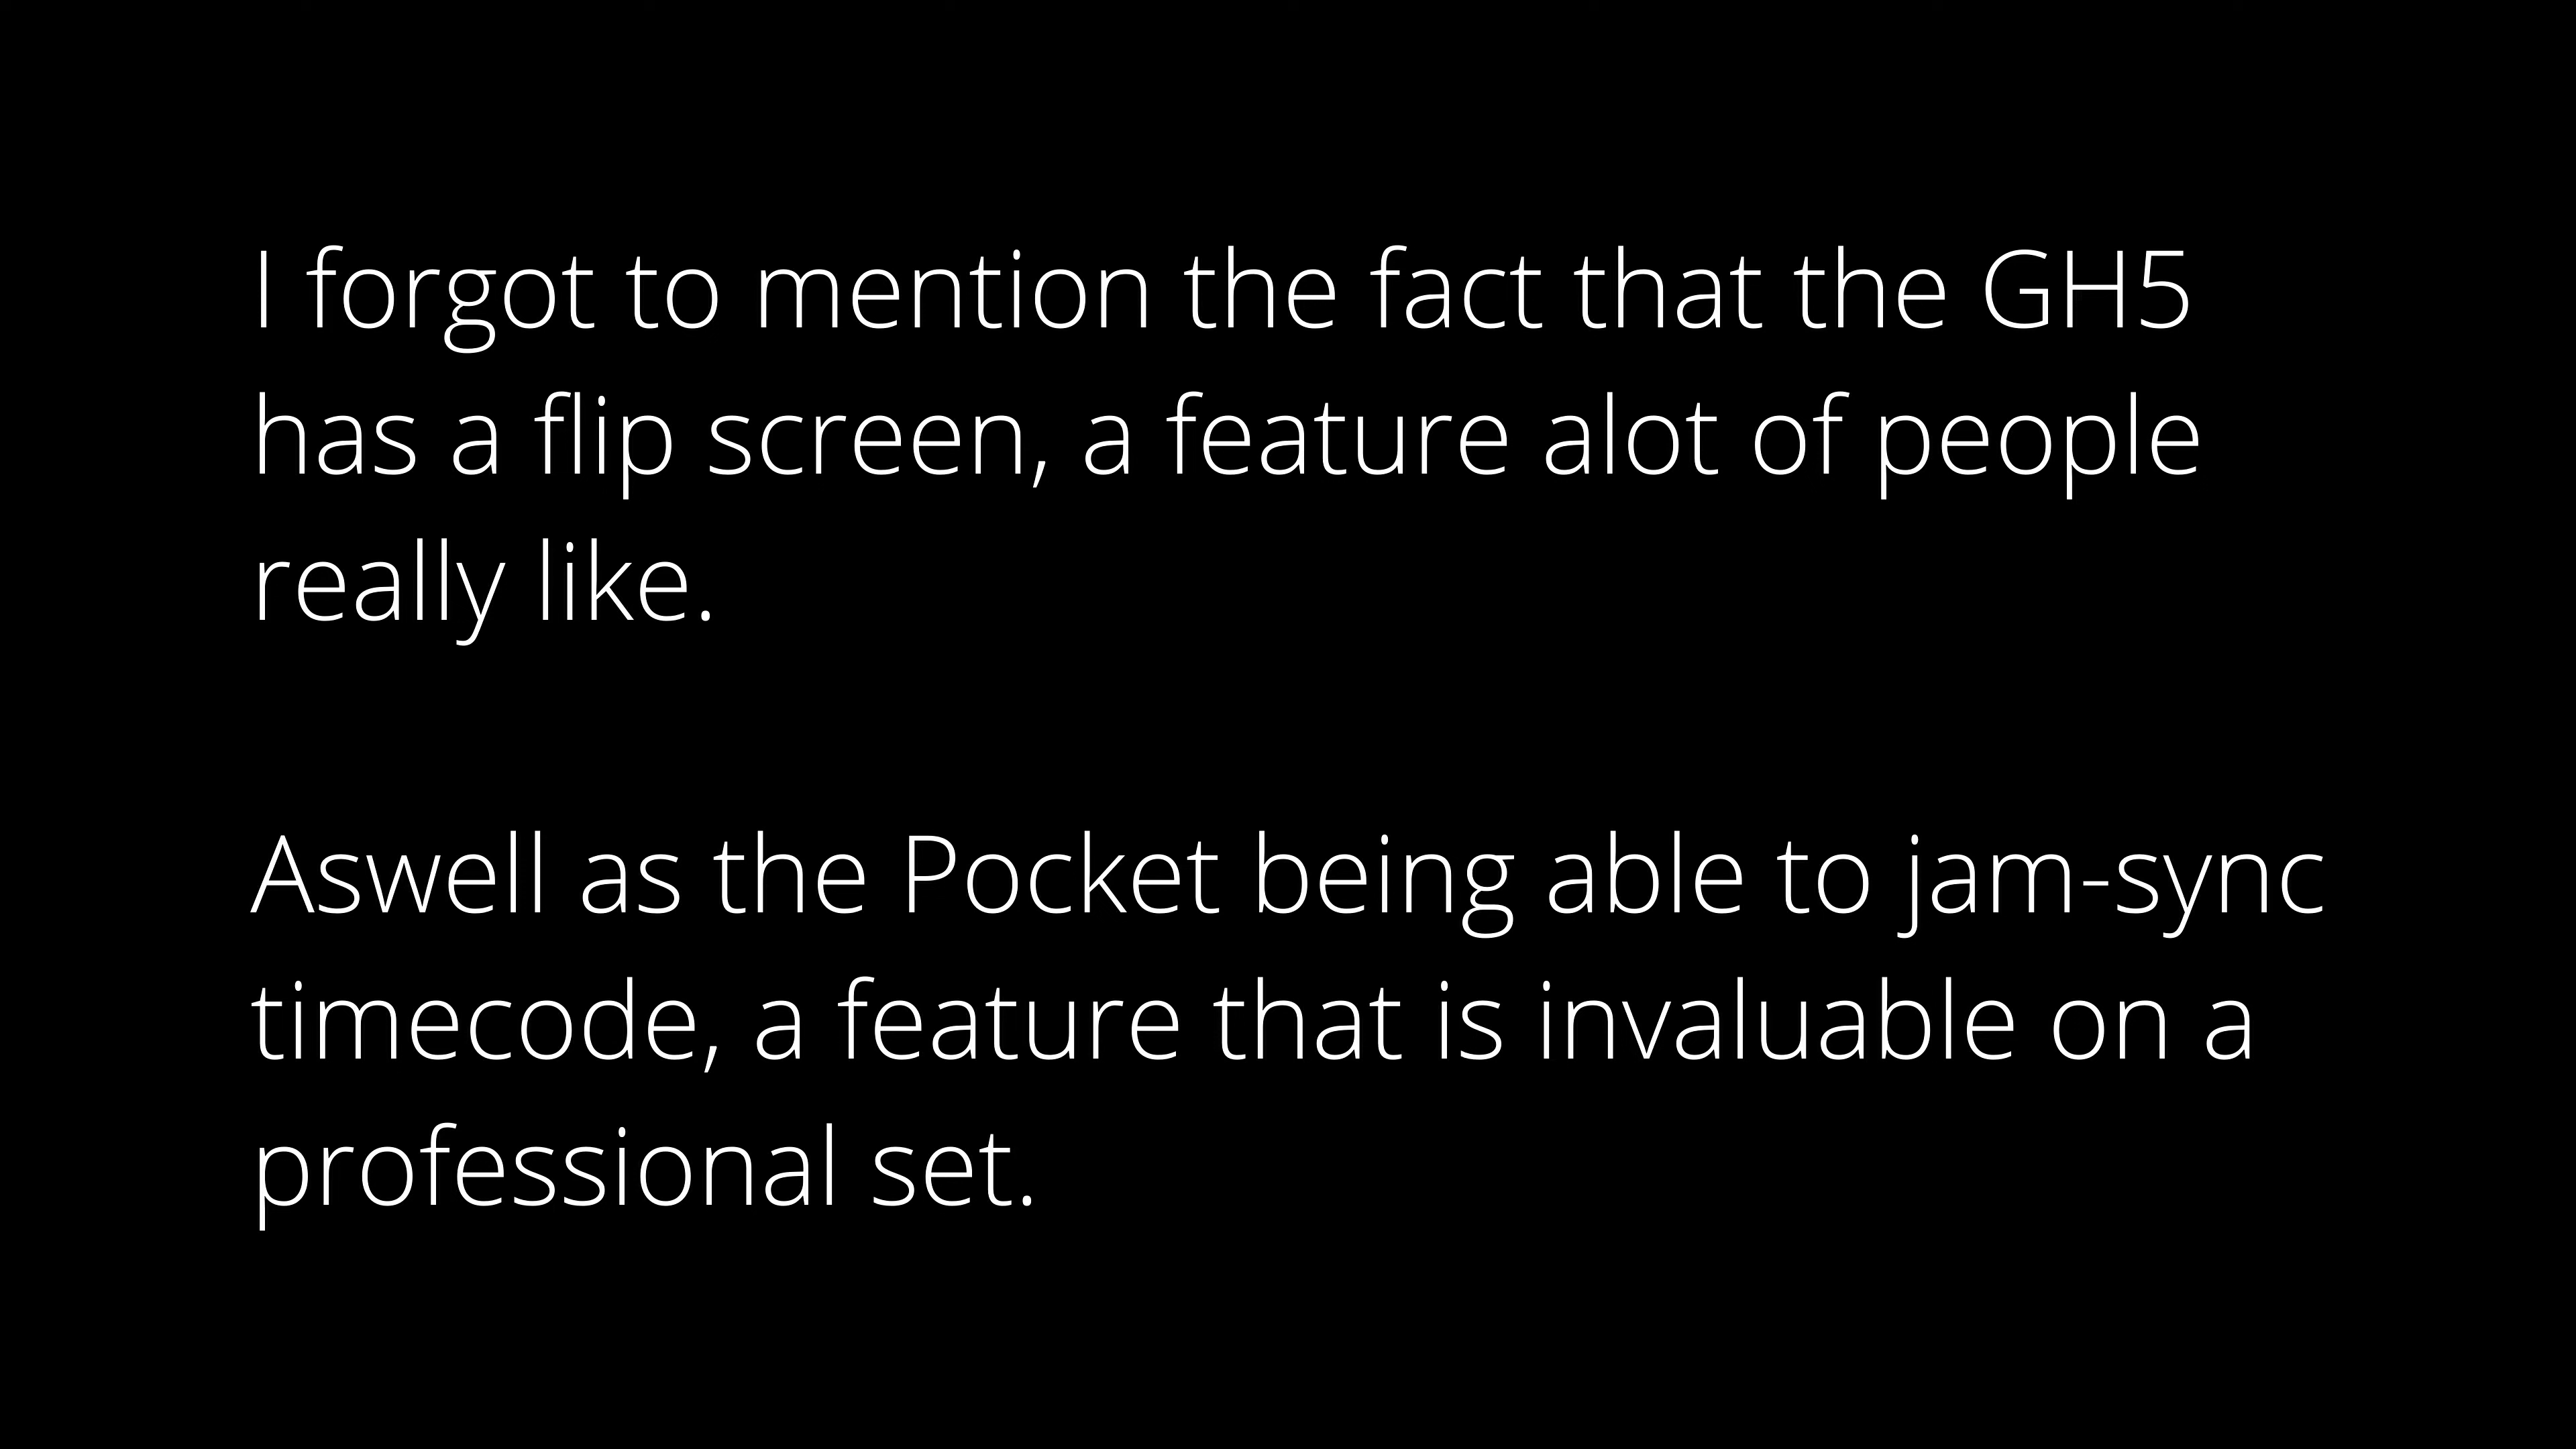 I forgot to mention the fact that the GH5
has a flip screen, a feature alot of people
really like.
Aswell as the Pocket being able to jam-sync
timecode, a feature that is invaluable on a
professional set.